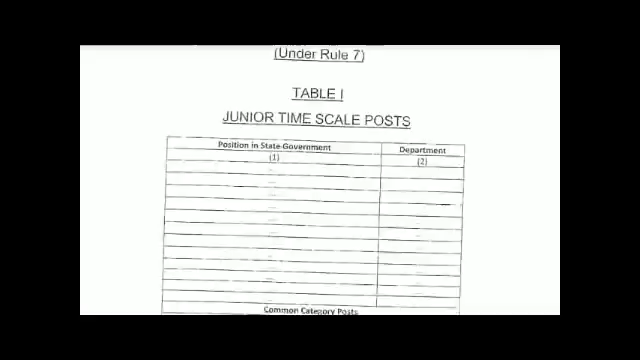 (Under Rule 7)
TABLE I
JUNIOR TIME SCALE POSTS
Position in State Government Department
(1) (2)
Common Category Posts